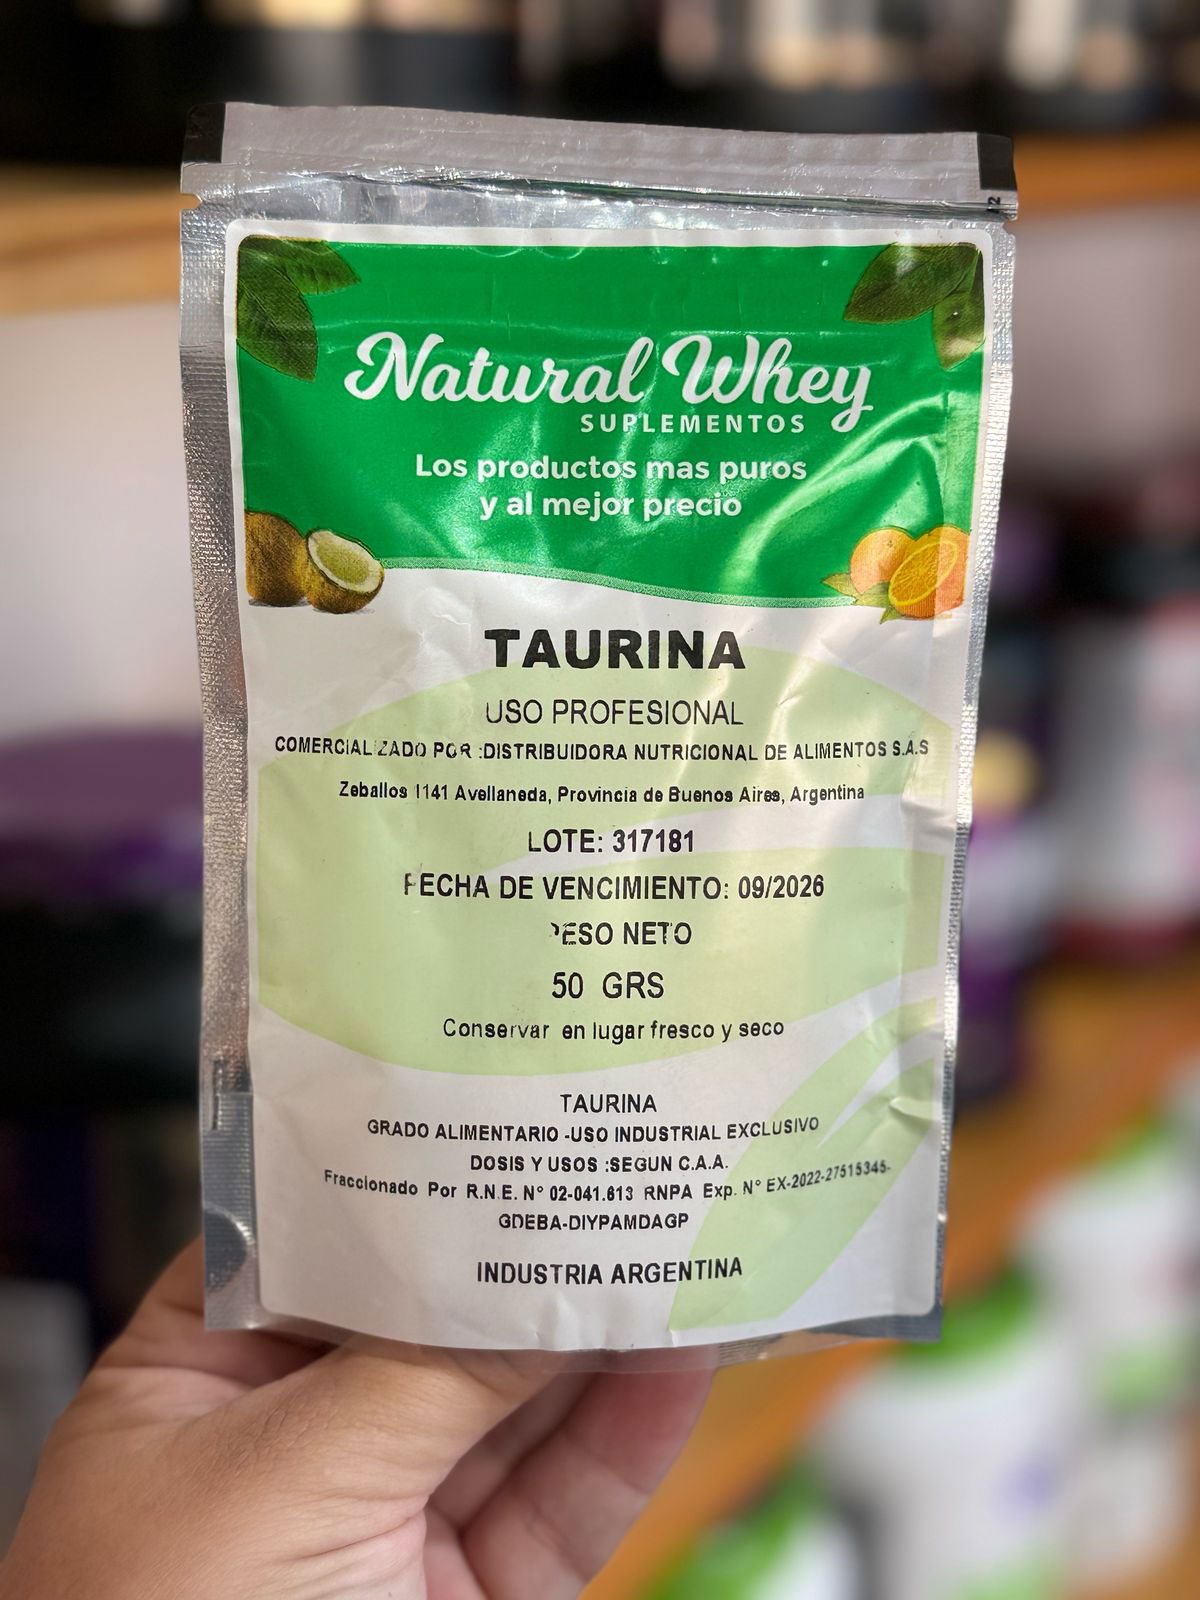 Natural Whey
SUPLEMENTOS
Los productos mas puros
y al mejor precio
TAURINA
USO PROFESIONAL
COMERCIALIZADO POR :DISTRIBUIDORA NUTRICIONAL DE ALIMENTOS S.A.S
Zeballos 1141 Avellaneda, Provincia de Buenos Aires, Argentina
LOTE: 317181
FECHA DE VENCIMIENTO: 09/2026
PESO NETO
50 GRS
Conservar en lugar fresco y seco
TAURINA
GRADO ALIMENTARIO -USO INDUSTRIAL EXCLUSIVO
DOSIS Y USOS :SEGUN C.A.A.
Fraccionado Por R.N.E. N° 02-041.613 RNPA Exp. N° EX-2022-27515345-
GDEBA-DIYPAMDAGP
INDUSTRIA ARGENTINA